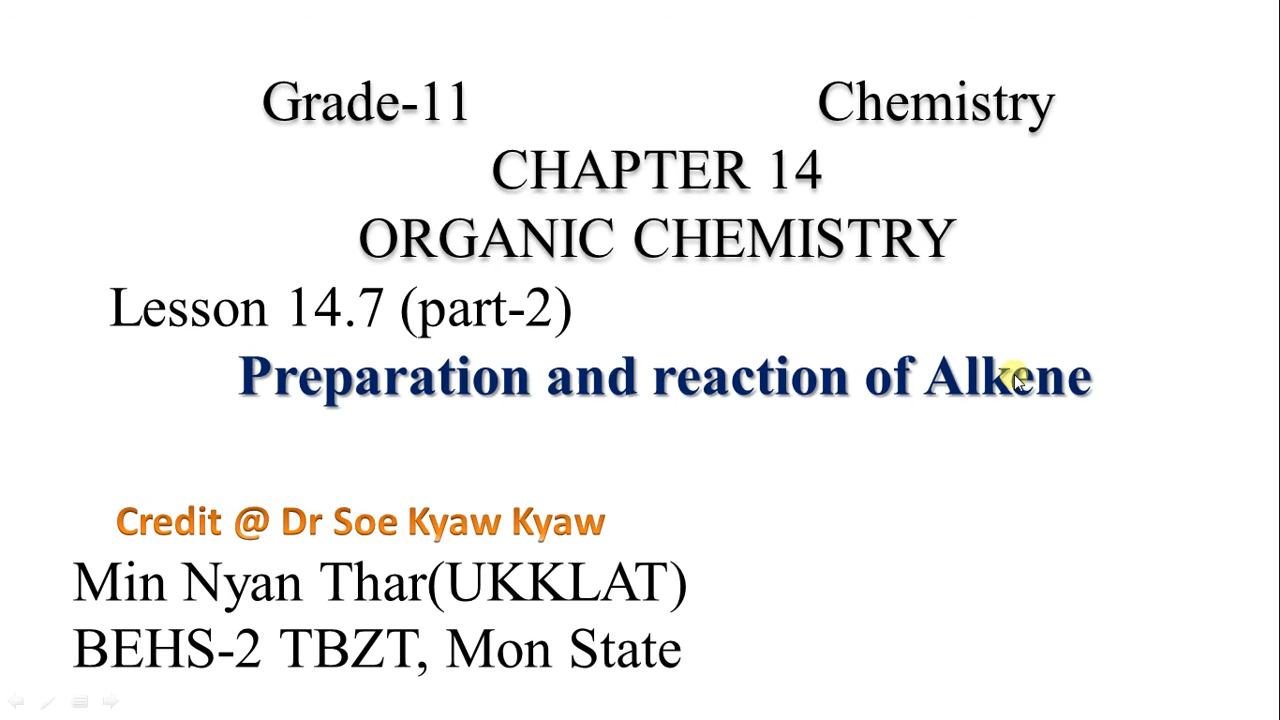 Grade-11 Chemistry
CHAPTER 14
ORGANIC CHEMISTRY
Lesson 14.7 (part-2)
Preparation and reaction of Alkene
Credit @ Dr Soe Kyaw Kyaw
Min Nyan Thar(UKKLAT)
BEHS-2 TBZT, Mon State